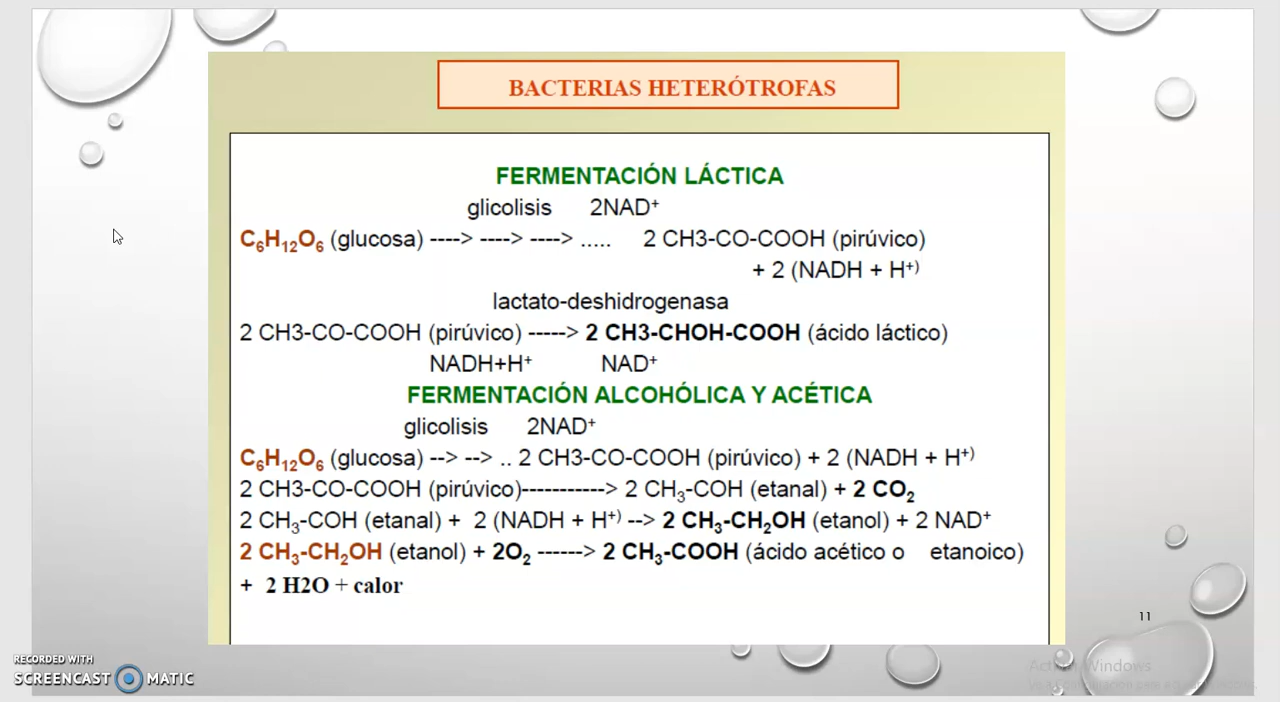 BACTERIAS HETERÓTROFAS
FERMENTACIÓN LÁCTICA
glicolisis 2NAD⁺
C₆H₁₂O₆ (glucosa) ----> ----> ----> ..... 2 CH3-CO-COOH (pirúvico)
+ 2 (NADH + H⁺⁾
lactato-deshidrogenasa
2 CH3-CO-COOH (pirúvico) -----> 2 CH3-CHOH-COOH (ácido láctico)
NADH+H⁺ NAD⁺
FERMENTACIÓN ALCOHÓLICA Y ACÉTICA
glicolisis 2NAD⁺
C₆H₁₂O₆ (glucosa) --> --> .. 2 CH3-CO-COOH (pirúvico) + 2 (NADH + H⁺⁾
2 CH3-CO-COOH (pirúvico)-----------> 2 CH₃-COH (etanal) + 2 CO₂
2 CH₃-COH (etanal) + 2 (NADH + H⁺⁾ --> 2 CH₃-CH₂OH (etanol) + 2 NAD⁺
2 CH₃-CH₂OH (etanol) + 2O₂ ------> 2 CH₃-COOH (ácido acético o etanoico)
+ 2 H2O + calor
11
RECORDED WITH
SCREENCAST MATIC
Windows